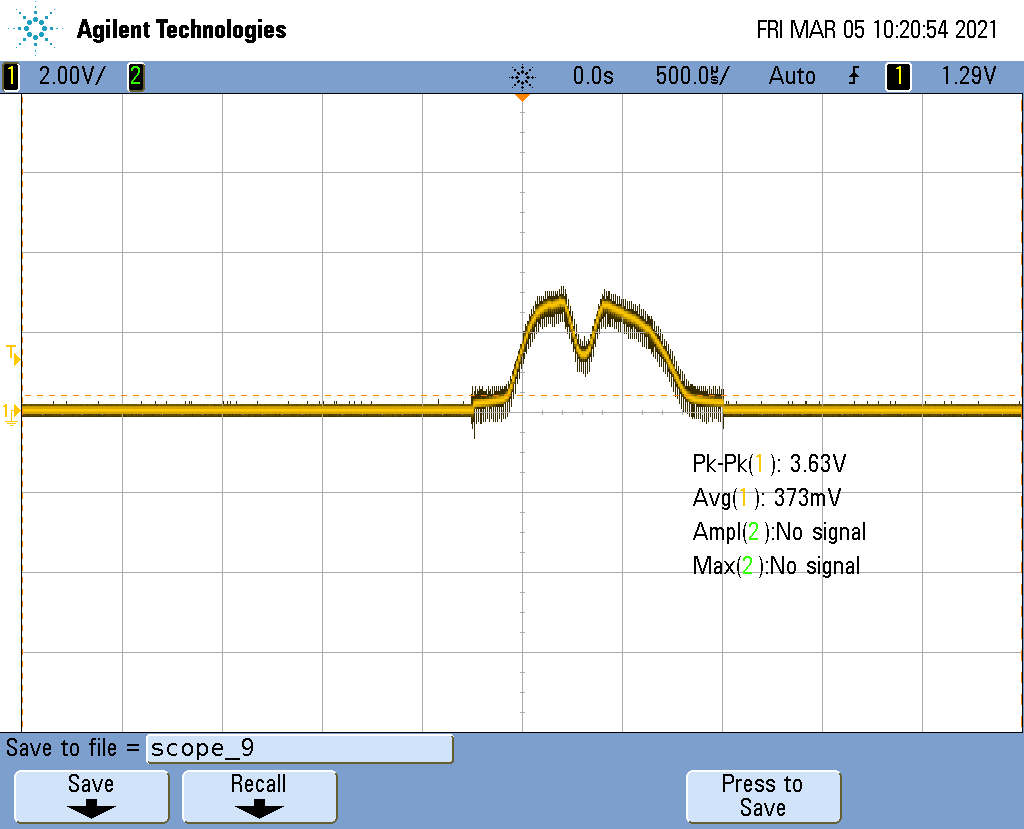 Agilent Technologies FRI MAR 05 10:20:54 2021
1 2.00V/ 2 0.0s 500.0㎲/ Auto 1 1.29V
T
1
Pk-Pk(1): 3.63V
Avg(1): 373mV
Ampl(2):No signal
Max(2):No signal
Save to file = scope_9
Save Recall Press to
Save